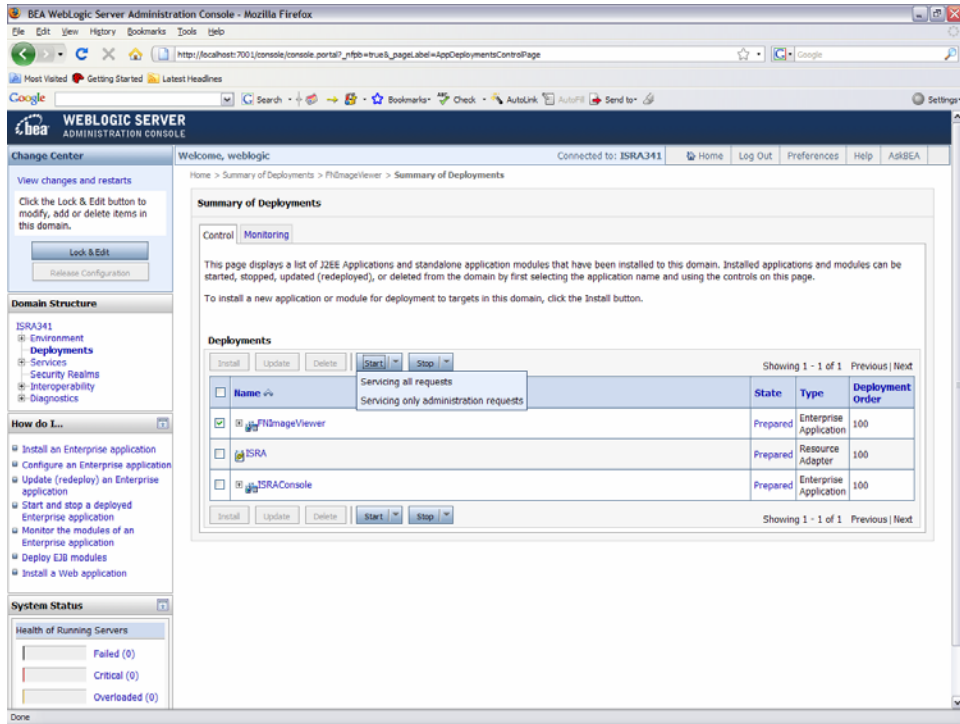 BEA WebLogic Server Administration Console - Mozilla Firefox
File Edit View History Bookmarks Tools Help
http://localhost:7001/console/console.portal?_nfpb=true&_pageLabel=AppDeploymentsControlPage
Google
Most Visited Getting Started Latest Headlines
Google Search Bookmarks Check AutoLink AutoFill Send to Settings
bea WEBLOGIC SERVER
ADMINISTRATION CONSOLE
Change Center
View changes and restarts
Click the Lock & Edit button to
modify, add or delete items in
this domain.
Lock & Edit
Release Configuration
Domain Structure
ISRA341
Environment
Deployments
Services
Security Realms
Interoperability
Diagnostics
How do I...
Install an Enterprise application
Configure an Enterprise application
Update (redeploy) an Enterprise
application
Start and stop a deployed
Enterprise application
Monitor the modules of an
Enterprise application
Deploy EJB modules
Install a Web application
System Status
Health of Running Servers
Failed (0)
Critical (0)
Overloaded (0)
Welcome, weblogic Connected to: ISRA341 Home Log Out Preferences Help AskBEA
Home > Summary of Deployments > FNImageViewer > Summary of Deployments
Summary of Deployments
Control Monitoring
This page displays a list of J2EE Applications and standalone application modules that have been installed to this domain. Installed applications and modules can be
started, stopped, updated (redeployed), or deleted from the domain by first selecting the application name and using the controls on this page.
To install a new application or module for deployment to targets in this domain, click the Install button.
Deployments
Install Update Delete Start Stop Showing 1 - 1 of 1 Previous | Next
Servicing all requests
Servicing only administration requests
Name State Type Deployment Order
FNImageViewer Prepared Enterprise Application 100
ISRA Prepared Resource Adapter 100
ISRAConsole Prepared Enterprise Application 100
Install Update Delete Start Stop Showing 1 - 1 of 1 Previous | Next
Done